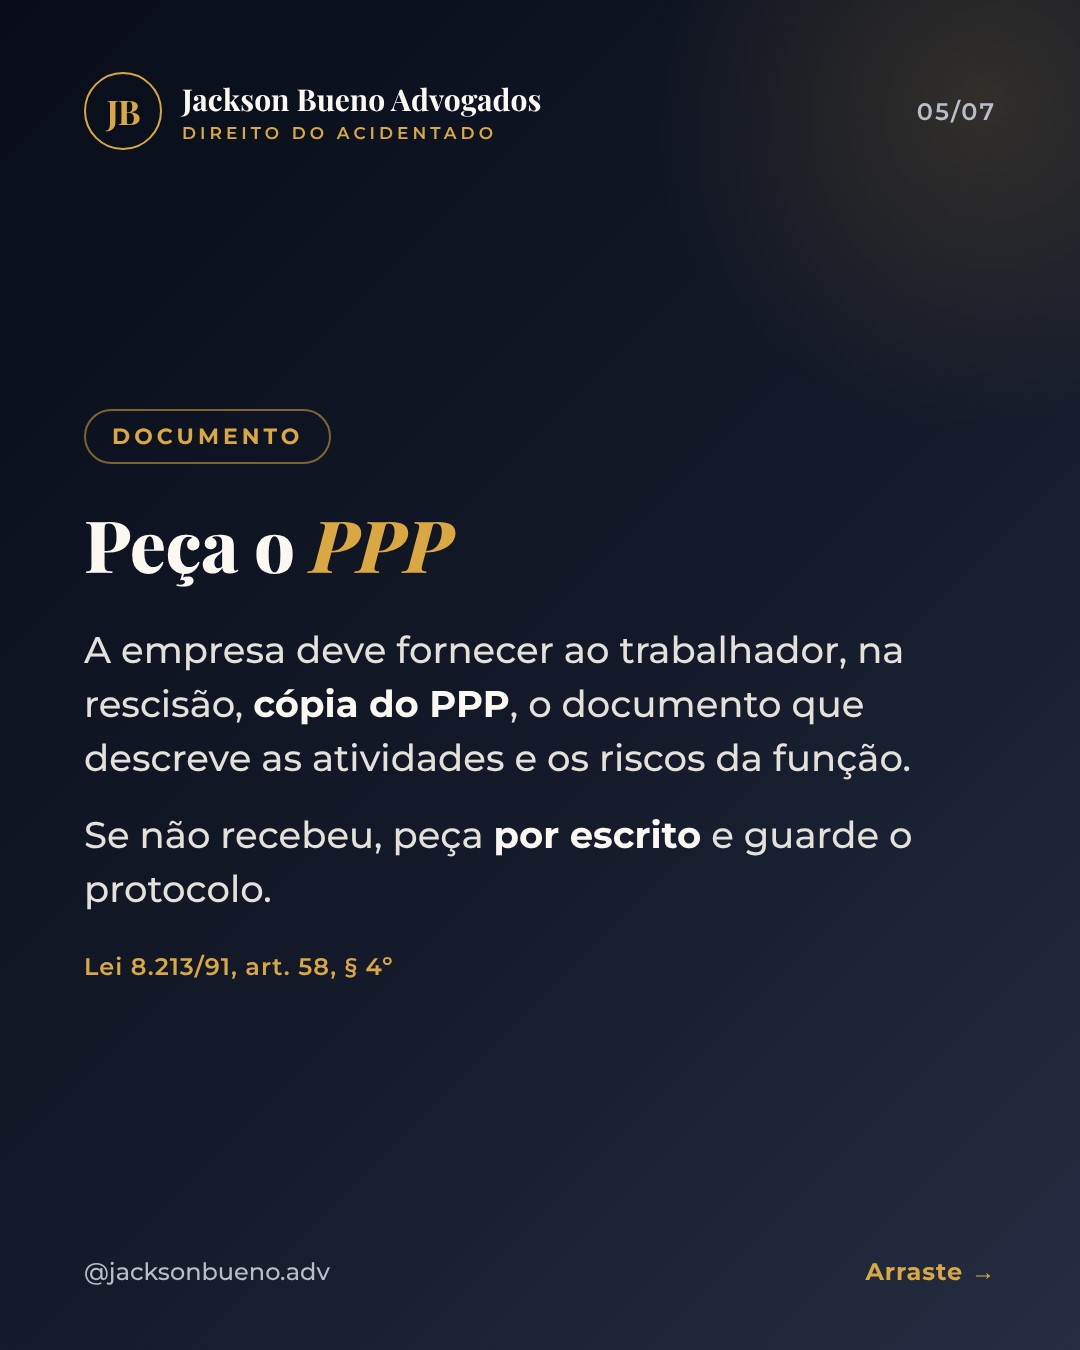 JB
Jackson Bueno Advogados
DIREITO DO ACIDENTADO
05/07
DOCUMENTO
Peça o PPP
A empresa deve fornecer ao trabalhador, na
rescisão, cópia do PPP, o documento que
descreve as atividades e os riscos da função.
Se não recebeu, peça por escrito e guarde o
protocolo.
Lei 8.213/91, art. 58, § 4º
@jacksonbueno.adv
Arraste →